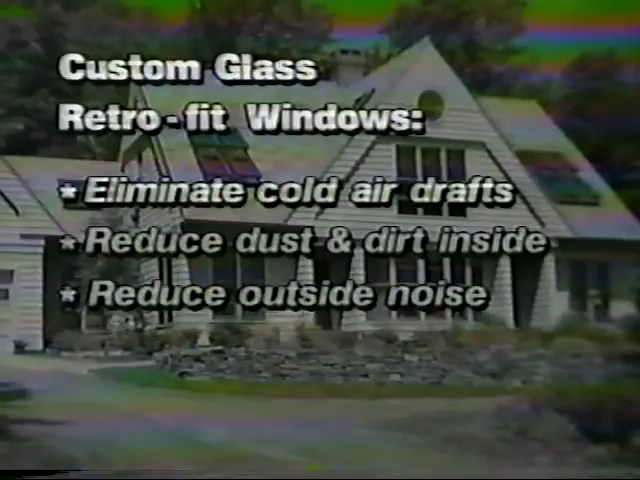 Custom Glass
Retro-fit Windows:
* Eliminate cold air drafts
* Reduce dust & dirt inside
* Reduce outside noise